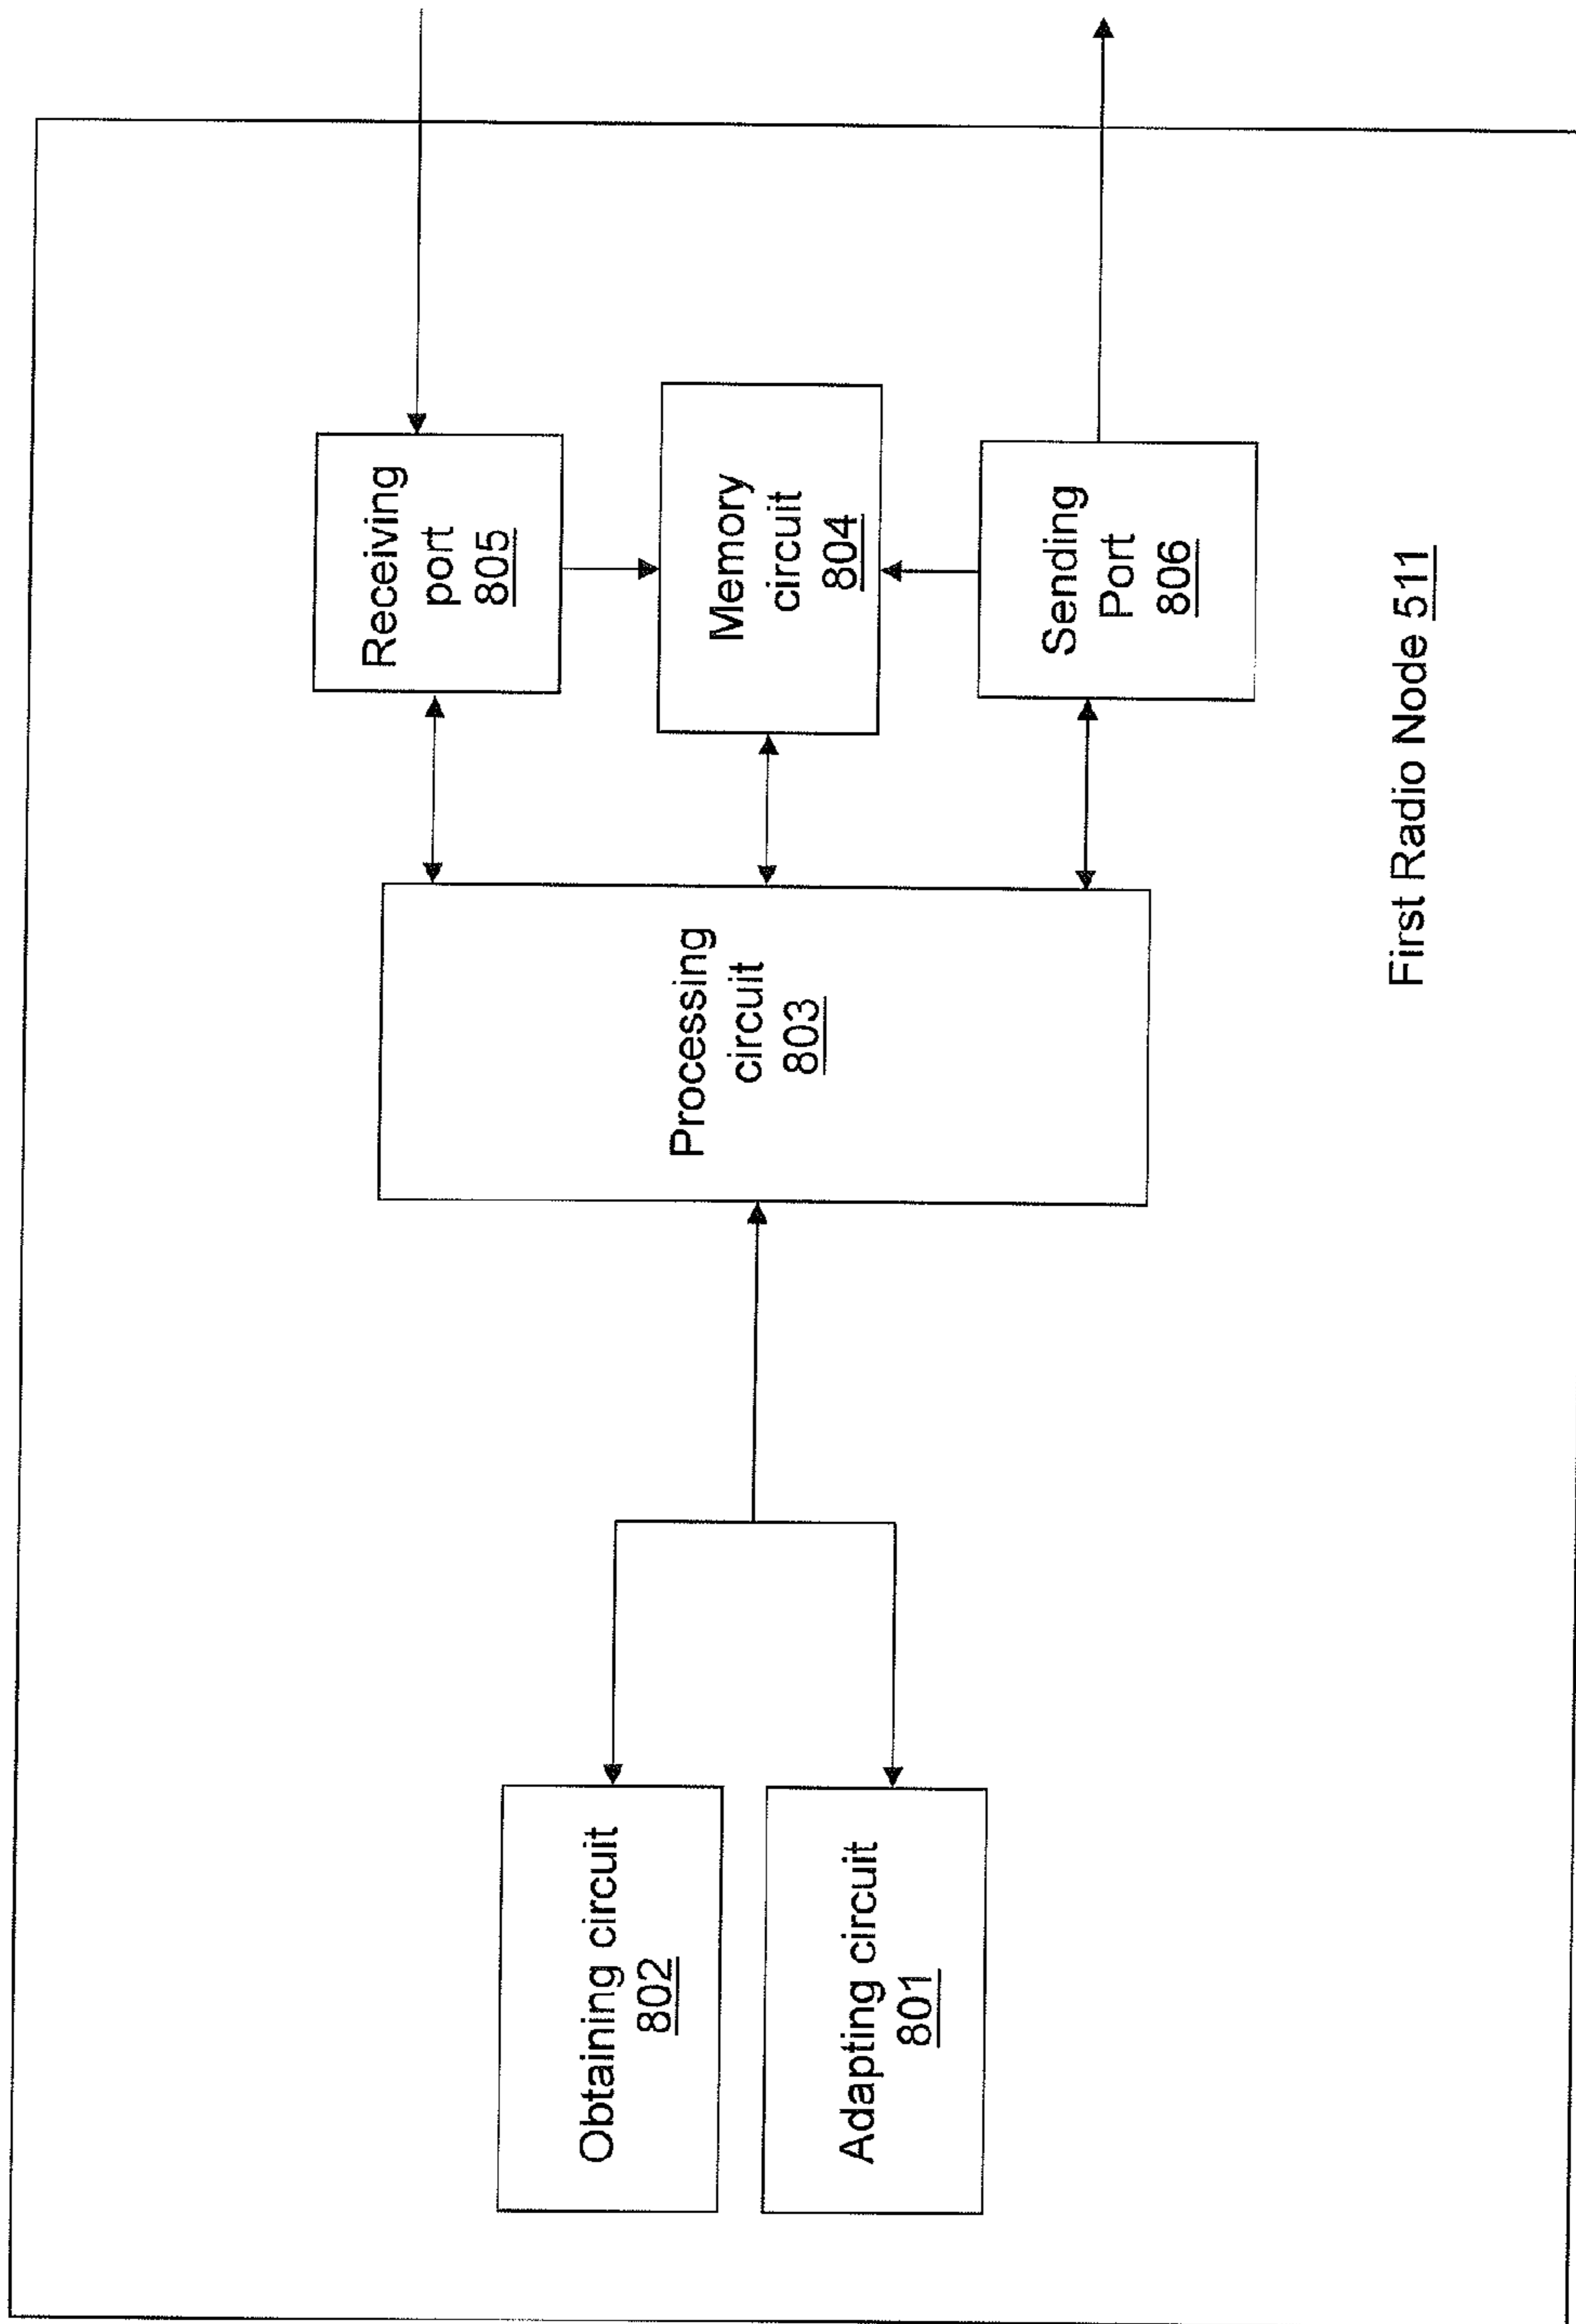 Obtaining circuit
802
Adapting circuit
801
Processing
circuit
803
Receiving
port
805
Memory
circuit
804
Sending
Port
806
First Radio Node 511